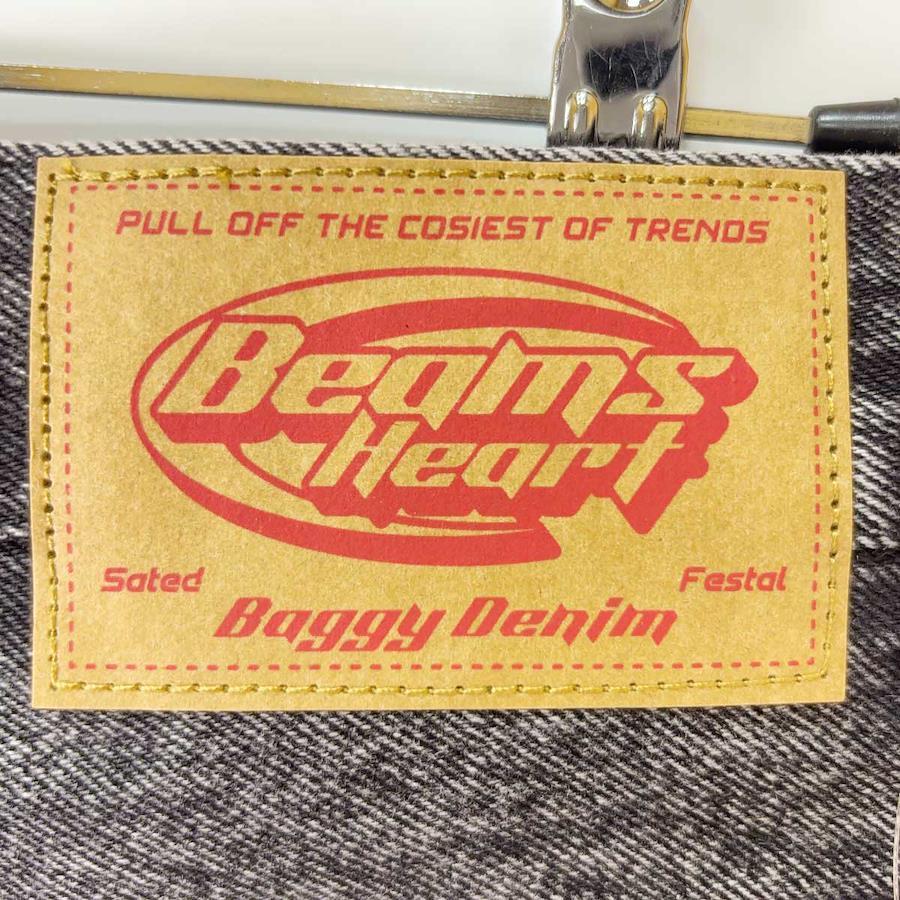 PULL OFF THE COSIEST OF TRENDS
Beams
Heart
Sated
Festal
Baggy Denim